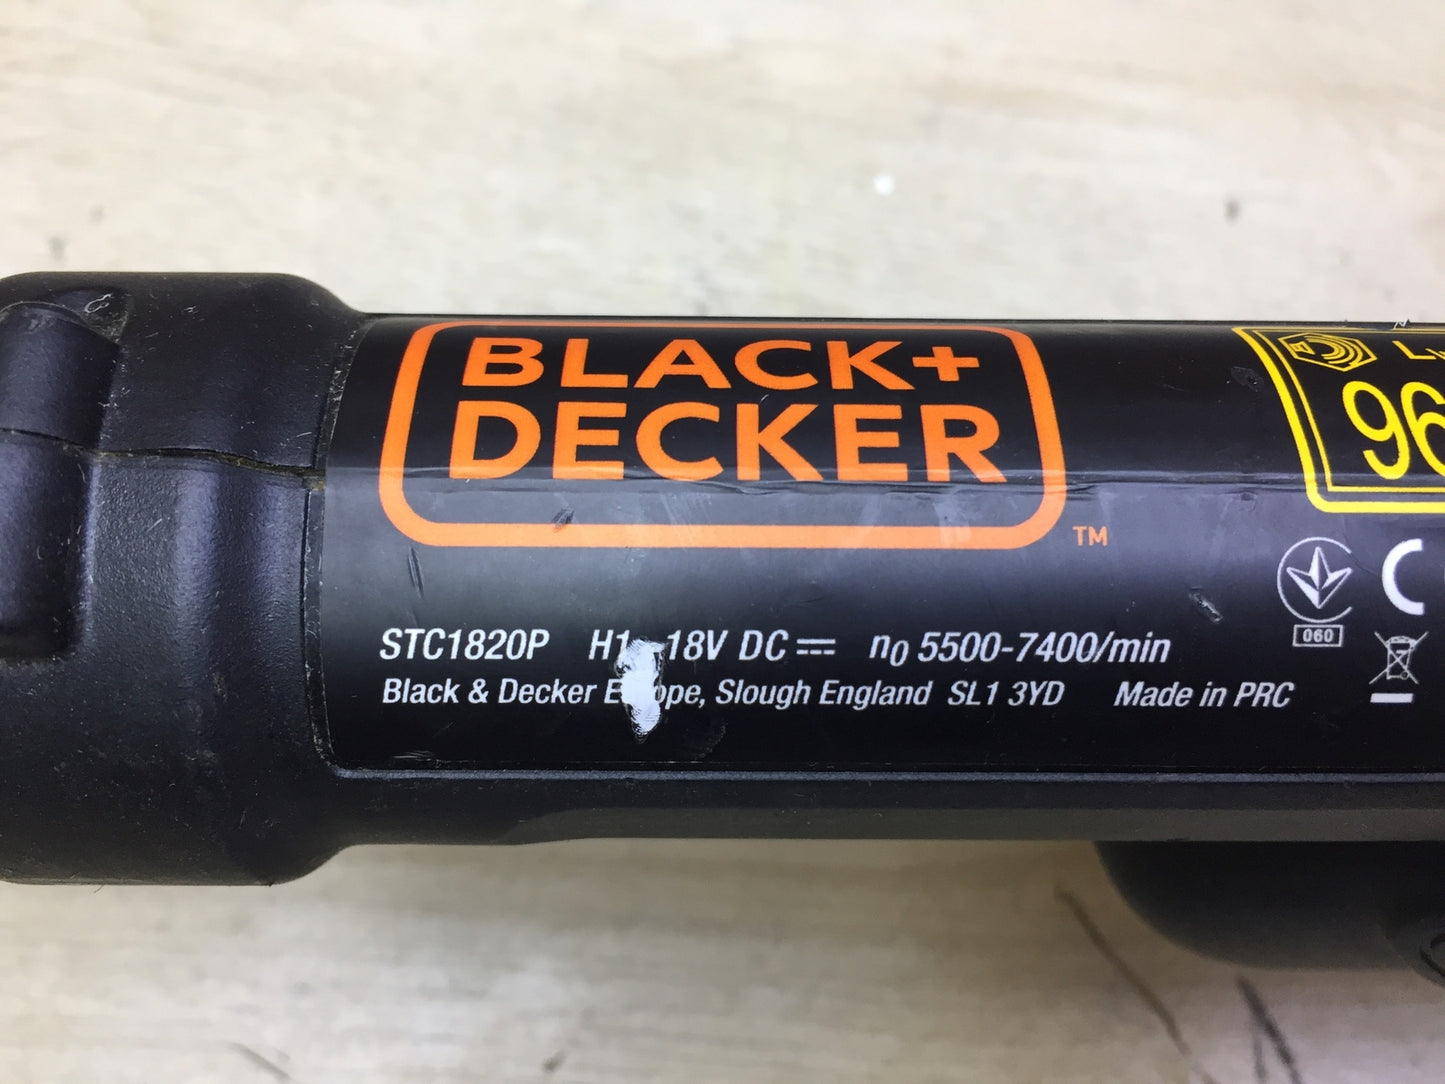 BLACK+
DECKER
TM
96
060
STC1820P 18V DC n0 5500-7400/min
Black & Decker Slough England SL1 3YD Made in PRC